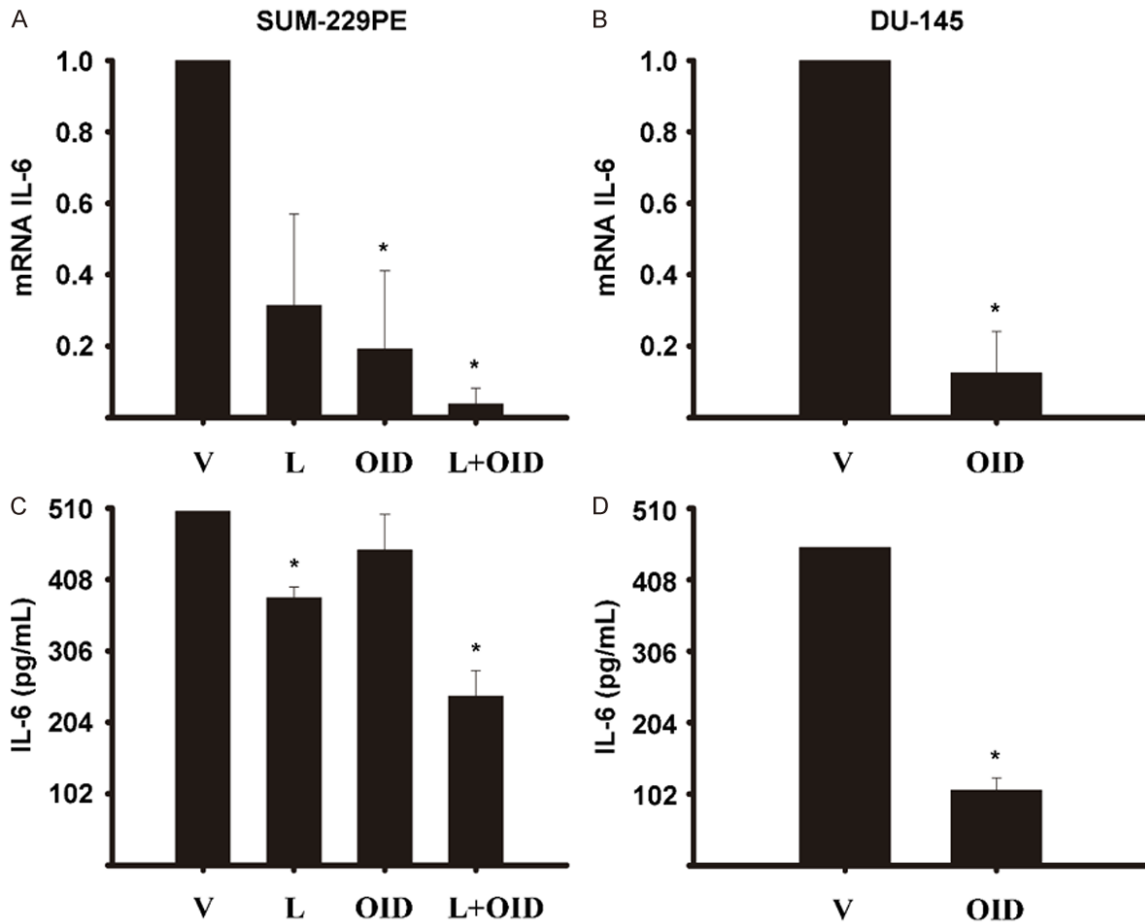 A SUM-229PE
mRNA IL-6
1.0
0.8
0.6
0.4
0.2
*
*
V L OID L+OID
B DU-145
mRNA IL-6
1.0
0.8
0.6
0.4
0.2
*
V OID
C
IL-6 (pg/mL)
510
408
306
204
102
*
*
V L OID L+OID
D
IL-6 (pg/mL)
510
408
306
204
102
*
V OID